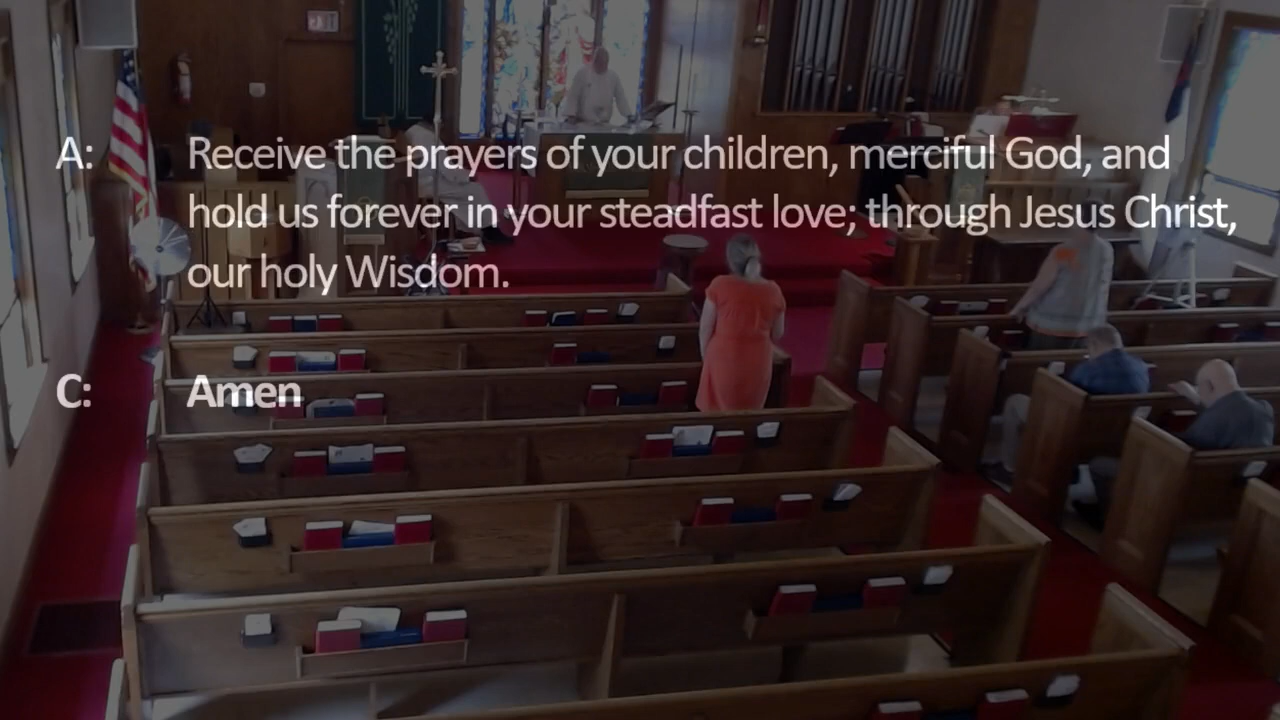 A: Receive the prayers of your children, merciful God, and
hold us forever in your steadfast love; through Jesus Christ,
our holy Wisdom.
C: Amen